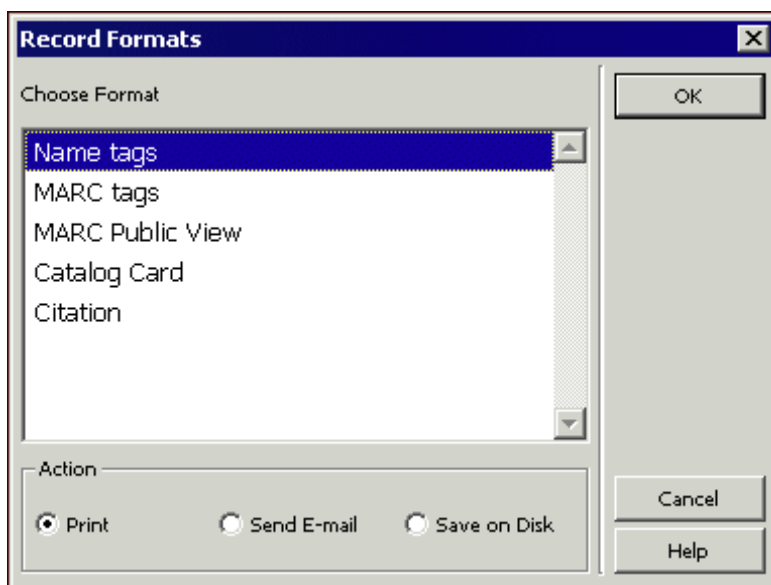 Record Formats
Choose Format
OK
Name tags
MARC tags
MARC Public View
Catalog Card
Citation
Action
Print
Send E-mail
Save on Disk
Cancel
Help